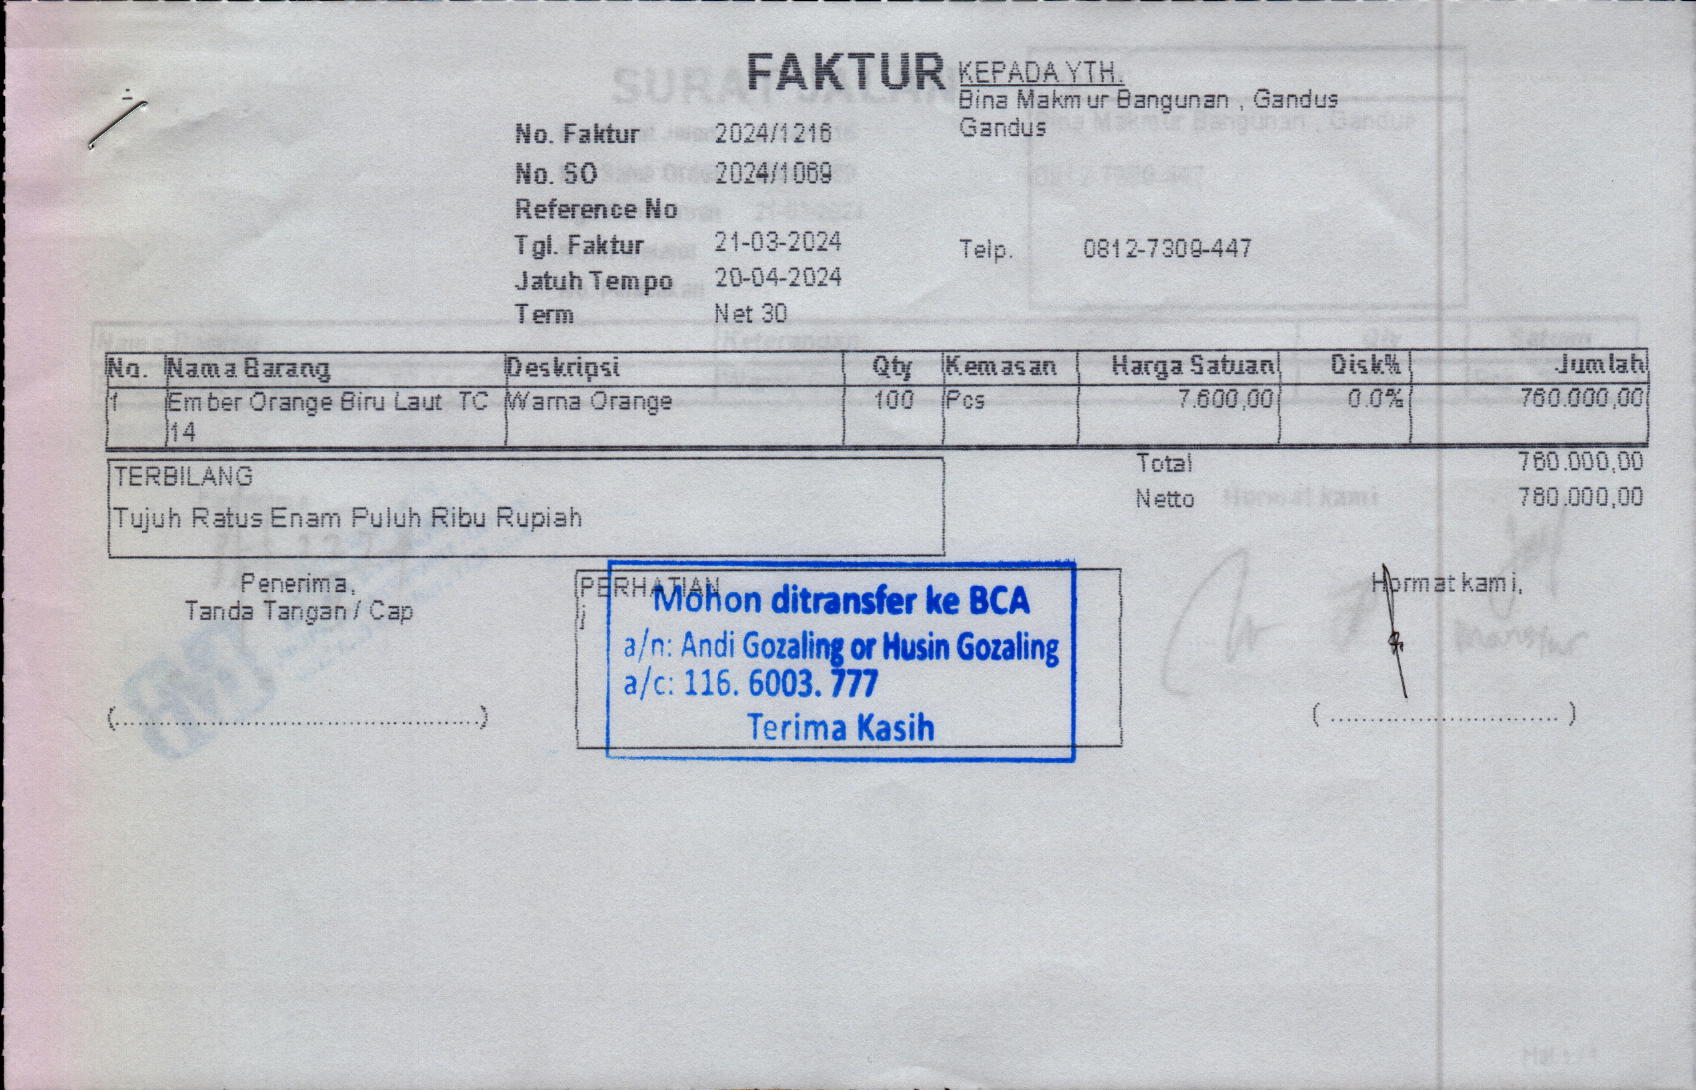 FAKTUR
No. Faktur 2024/1216
No. SO 2024/1069
Reference No
Tgl. Faktur 21-03-2024
Jatuh Tempo 20-04-2024
Term Net 30
KEPADA YTH.
Bina Makmur Bangunan , Gandus
Gandus
Telp. 0812-7309-447
No. Nama Barang Deskripsi Qty Kemasan Harga Satuan Disk% Jumlah
1 Ember Orange Biru Laut TC Warna Orange 100 Pcs 7.600,00 0.0% 760.000,00
14
TERBILANG
Tujuh Ratus Enam Puluh Ribu Rupiah
Total 760.000,00
Netto 760.000,00
Penerima,
Tanda Tangan / Cap
(............................................)
PERHATIAN
Mohon ditransfer ke BCA
a/n: Andi Gozaling or Husin Gozaling
a/c: 116. 6003. 777
Terima Kasih
Hormat kami,
( ............................ )